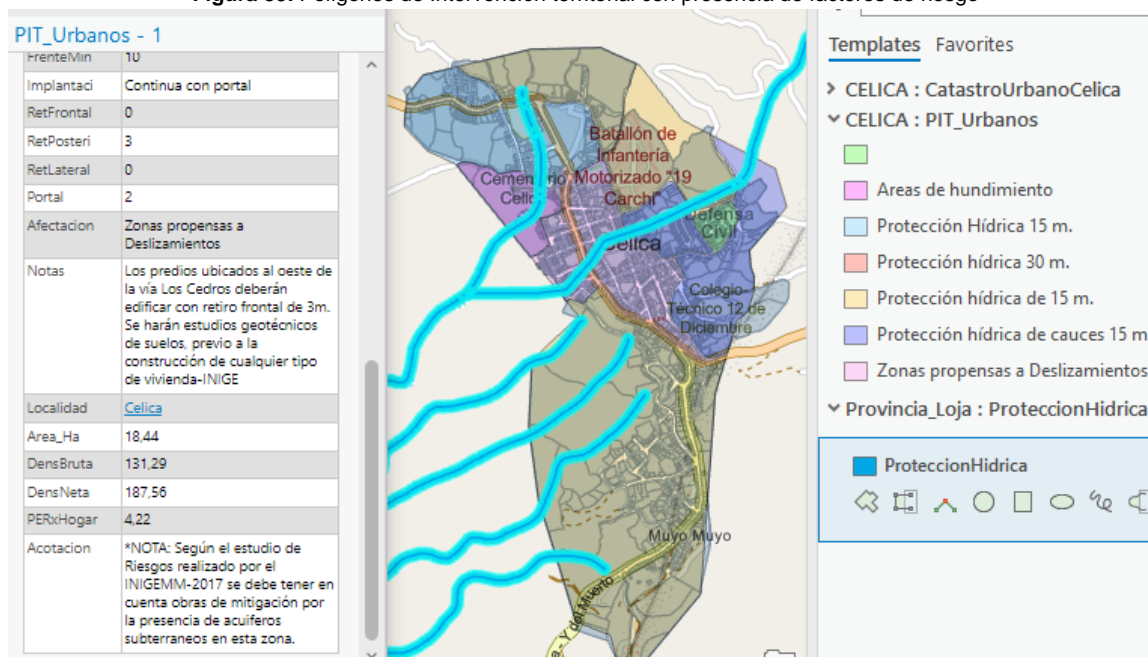 PIT_Urbanos - 1
FrenteMin 10
Implantaci Continua con portal
RetFrontal 0
RetPosteri 3
RetLateral 0
Portal 2
Afectacion Zonas propensas a
Deslizamientos
Notas Los predios ubicados al oeste de
la vía Los Cedros deberán
edificar con retiro frontal de 3m.
Se harán estudios geotécnicos
de suelos, previo a la
construcción de cualquier tipo
de vivienda-INIGE
Localidad Celica
Area_Ha 18,44
DensBruta 131,29
DensNeta 187,56
PERxHogar 4,22
Acotacion *NOTA: Según el estudio de
Riesgos realizado por el
INIGEMM-2017 se debe tener en
cuenta obras de mitigación por
la presencia de acuiferos
subterraneos en esta zona.
Batallón de
Infantería
Motorizado "19
Carchi"
Defensa
Civil
Celica
Colegio
Técnico 12 de
Diciembre
Muyo Muyo
Y del Muerto
Templates Favorites
CELICA : CatastroUrbanoCelica
CELICA : PIT_Urbanos
Areas de hundimiento
Protección Hídrica 15 m.
Protección hídrica 30 m.
Protección hídrica de 15 m.
Protección hídrica de cauces 15 m
Zonas propensas a Deslizamientos
Provincia_Loja : ProteccionHidrica
ProteccionHidrica